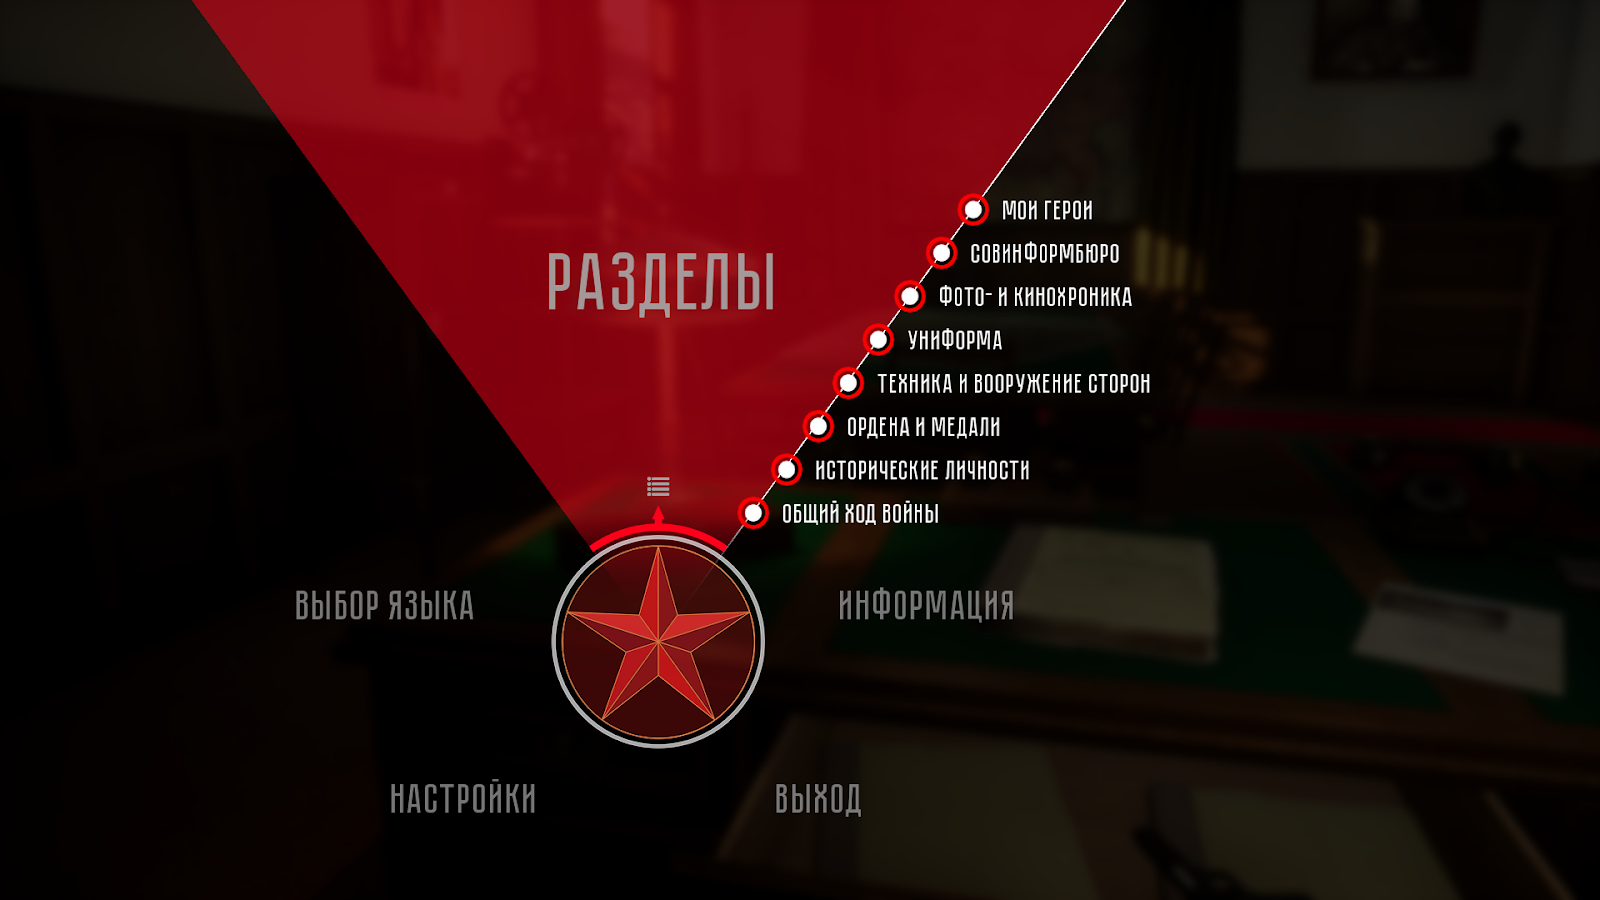 МОИ ГЕРОИ
СОВИНФОРМБЮРО
РАЗДЕЛЫ
ФОТО- И КИНОХРОНИКА
УНИФОРМА
ТЕХНИКА И ВООРУЖЕНИЕ СТОРОН
ОРДЕНА И МЕДАЛИ
ИСТОРИЧЕСКИЕ ЛИЧНОСТИ
ОБЩИЙ ХОД ВОЙНЫ
ВЫБОР ЯЗЫКА
ИНФОРМАЦИЯ
НАСТРОЙКИ
ВЫХОД